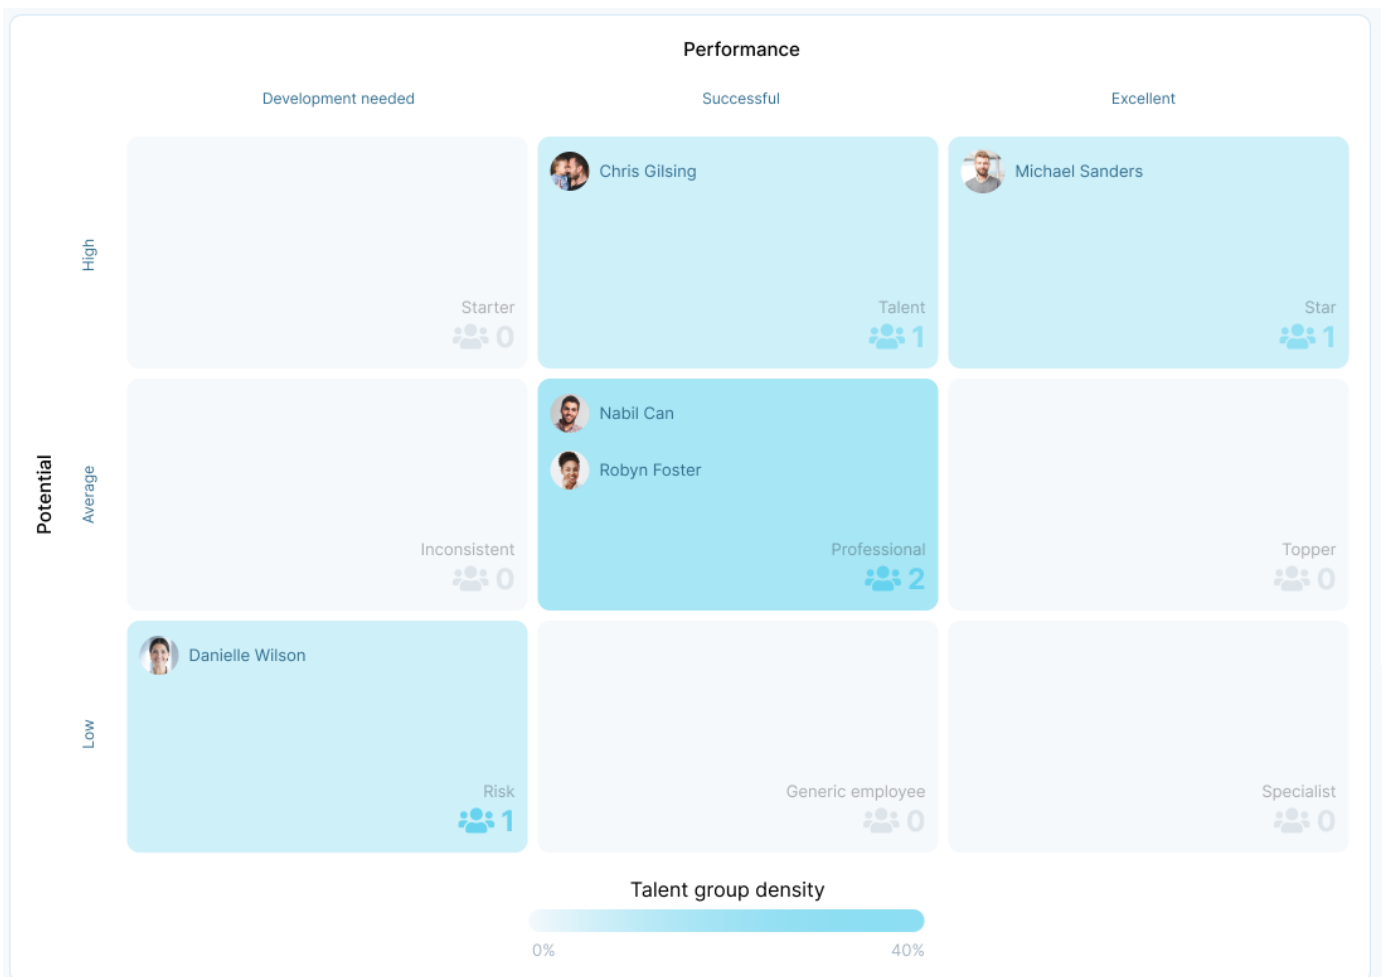 Performance
Development needed
Successful
Excellent
Potential
High
Starter
0
Chris Gilsing
Talent
1
Michael Sanders
Star
1
Average
Inconsistent
0
Nabil Can
Robyn Foster
Professional
2
Topper
0
Low
Danielle Wilson
Risk
1
Generic employee
0
Specialist
0
Talent group density
0%
40%